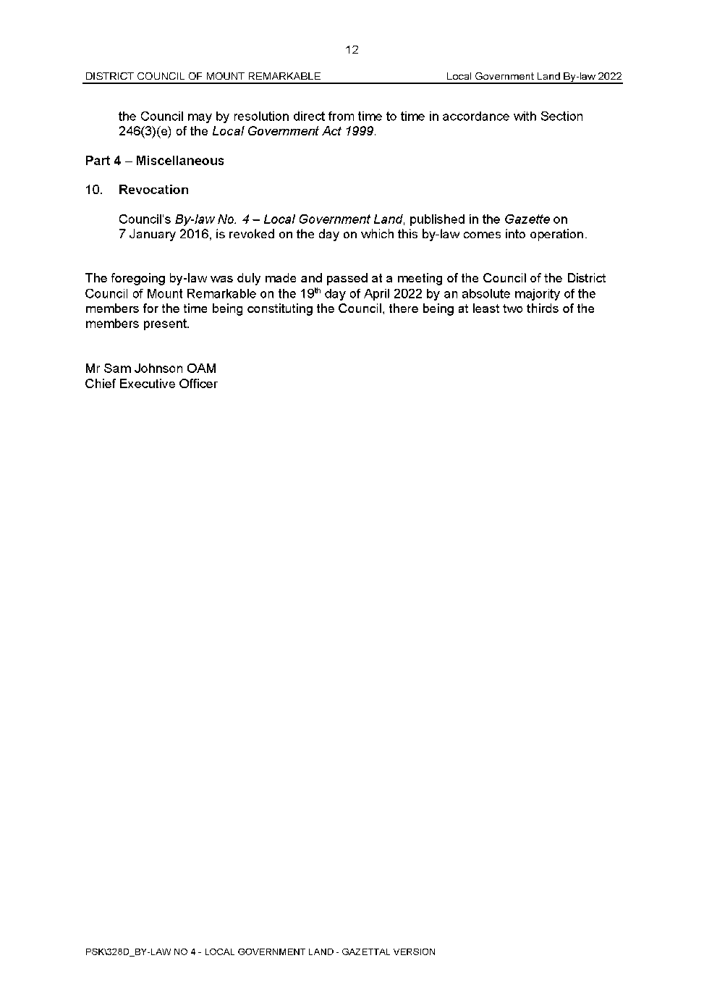 12
DISTRICT COUNCIL OF MOUNT REMARKABLE Local Government Land By-law 2022
the Council may by resolution direct from time to time in accordance with Section
246(3)(e) of the Local Government Act 1999.
Part 4 – Miscellaneous
10. Revocation
Council's By-law No. 4 – Local Government Land, published in the Gazette on
7 January 2016, is revoked on the day on which this by-law comes into operation.
The foregoing by-law was duly made and passed at a meeting of the Council of the District
Council of Mount Remarkable on the 19th day of April 2022 by an absolute majority of the
members for the time being constituting the Council, there being at least two thirds of the
members present.
Mr Sam Johnson OAM
Chief Executive Officer
PSK\328D_BY-LAW NO 4 - LOCAL GOVERNMENT LAND - GAZETTAL VERSION